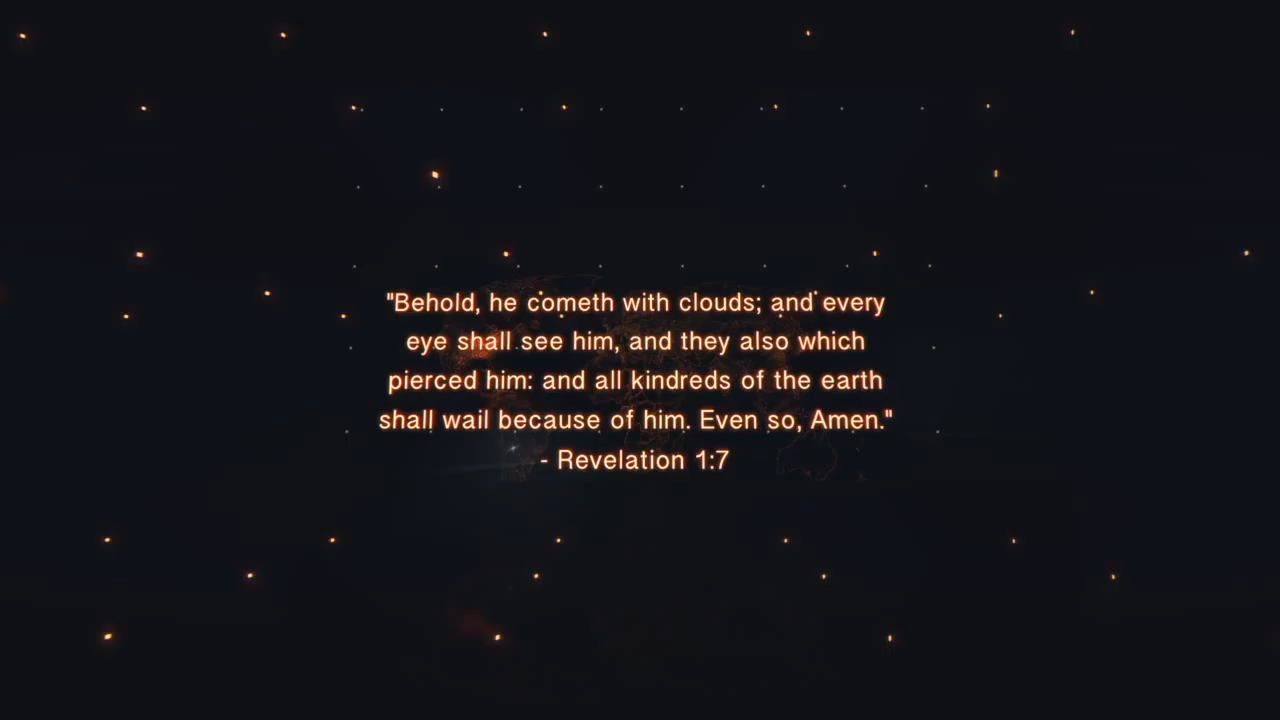 "Behold, he cometh with clouds; and every
eye shall see him, and they also which
pierced him: and all kindreds of the earth
shall wail because of him. Even so, Amen."
- Revelation 1:7